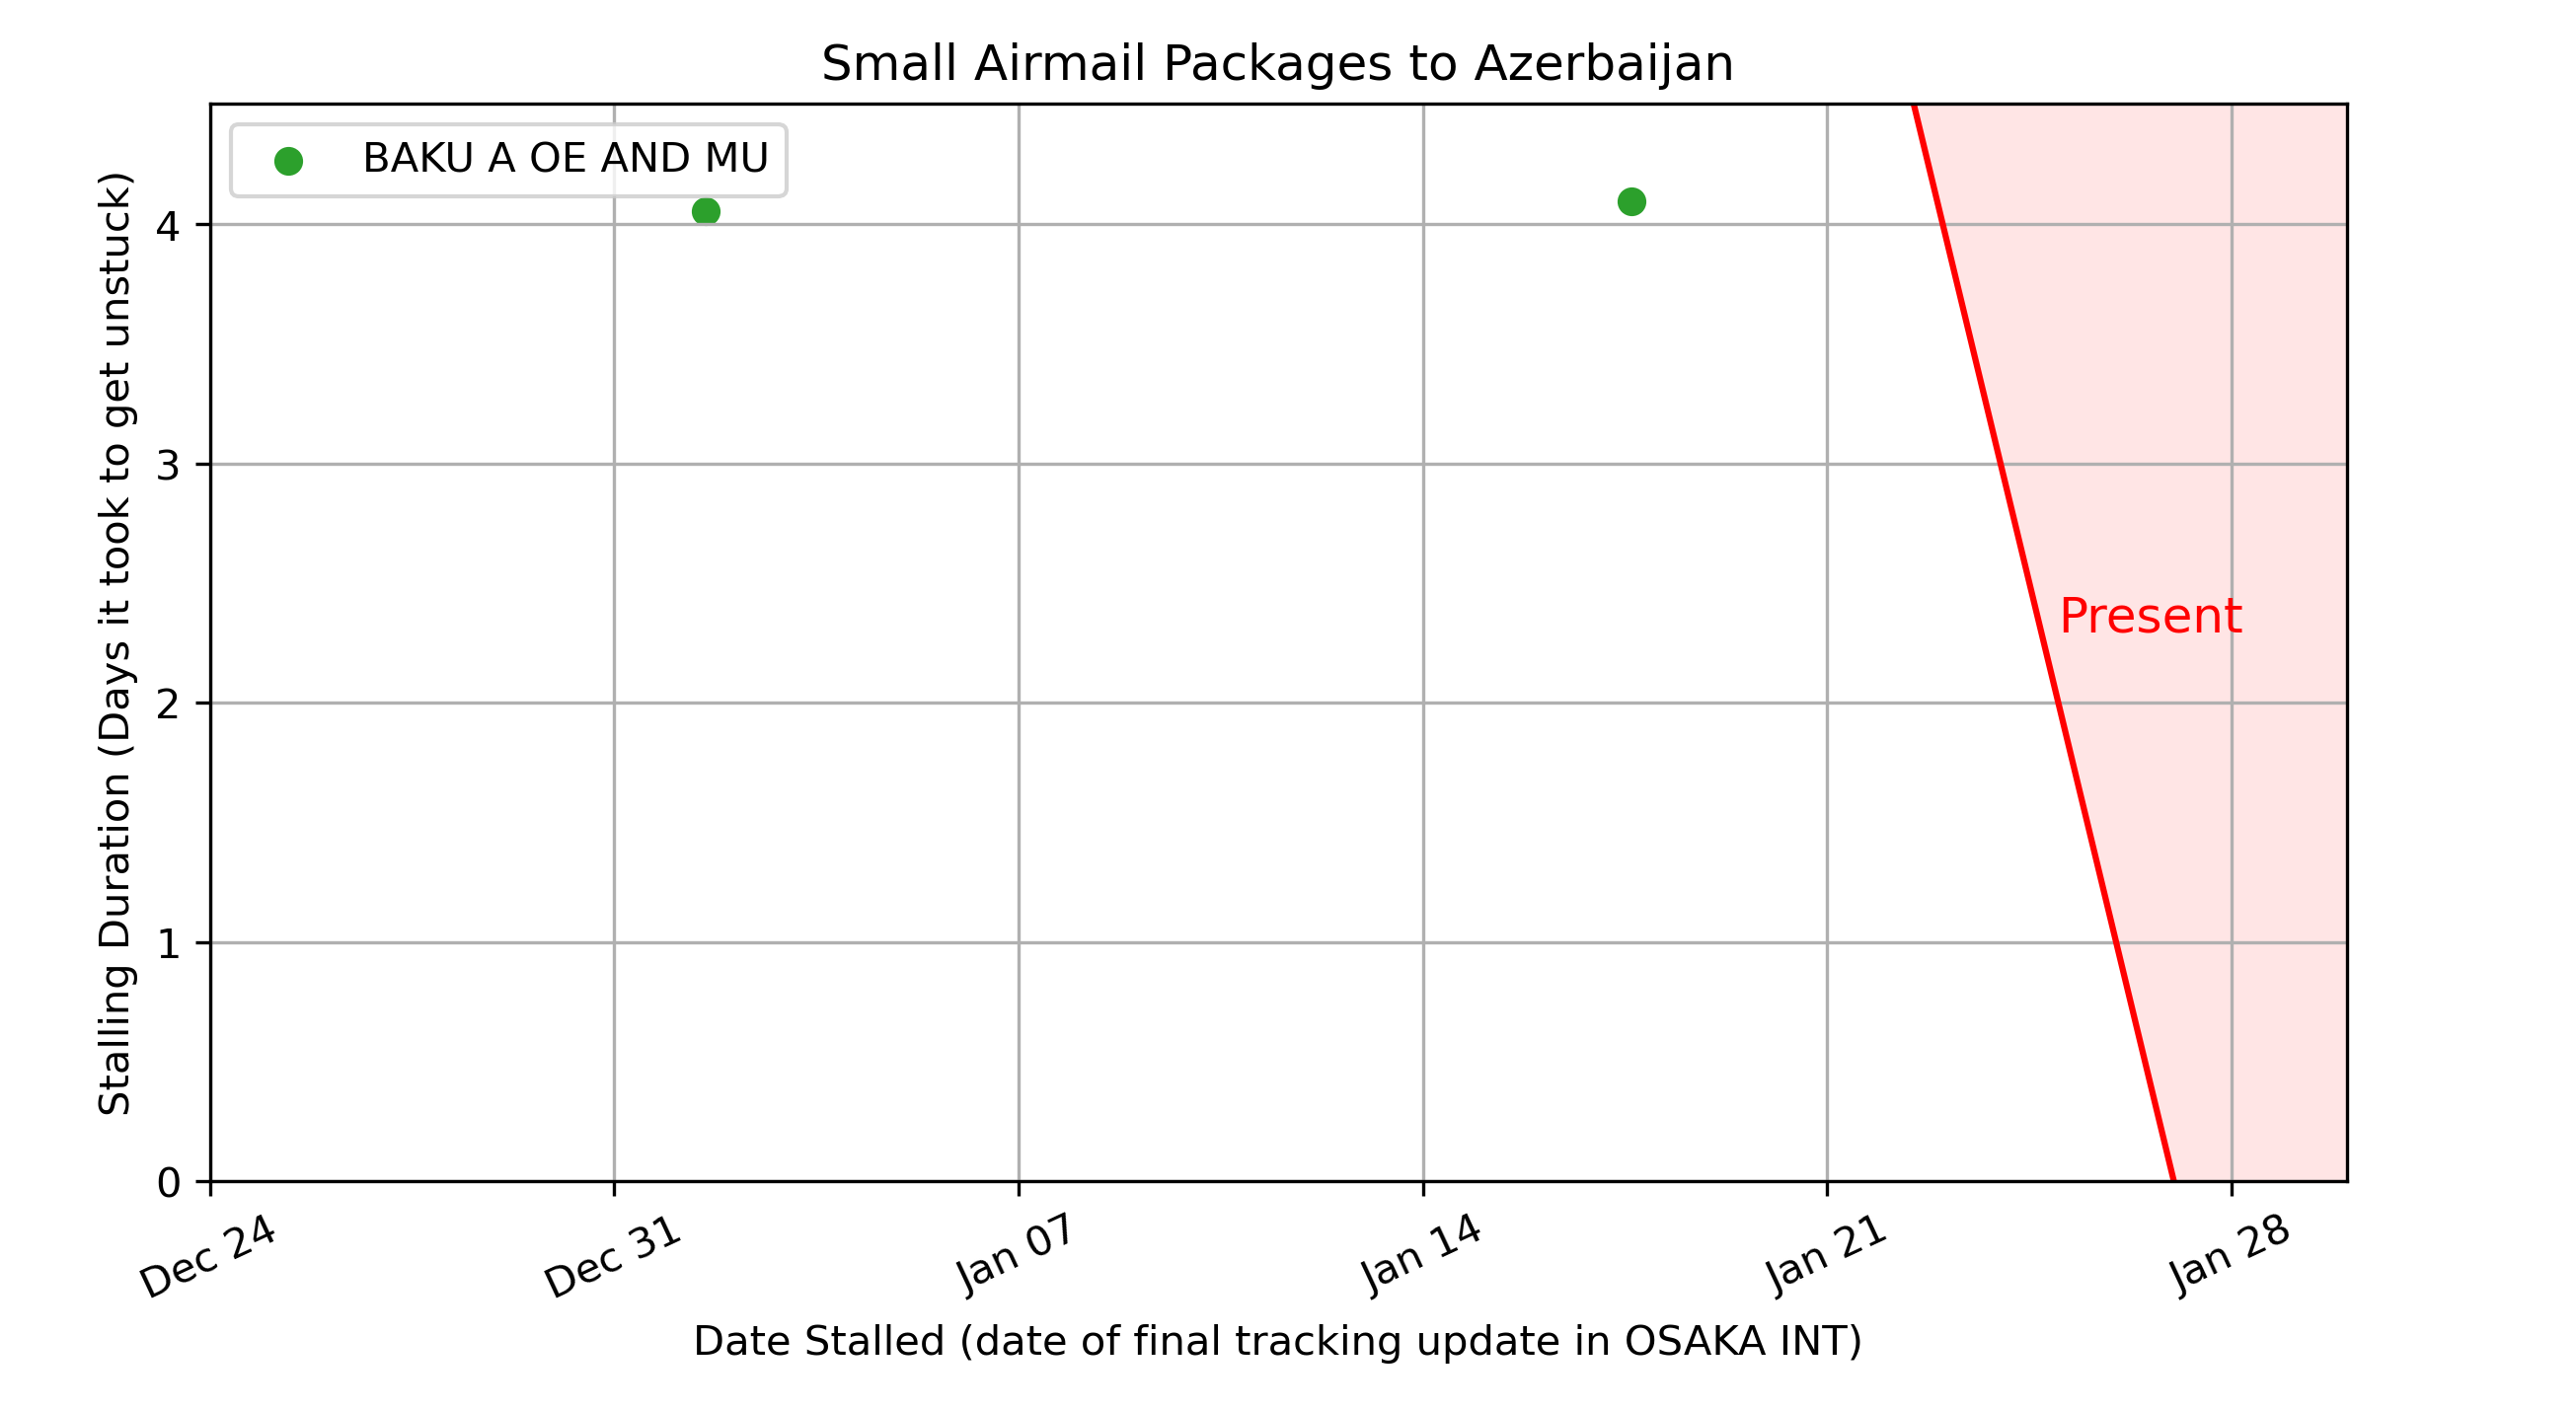 Small Airmail Packages to Azerbaijan
BAKU A OE AND MU
Stalling Duration (Days it took to get unstuck)
4
3
2
1
0
Present
Dec 24
Dec 31
Jan 07
Jan 14
Jan 21
Jan 28
Date Stalled (date of final tracking update in OSAKA INT)